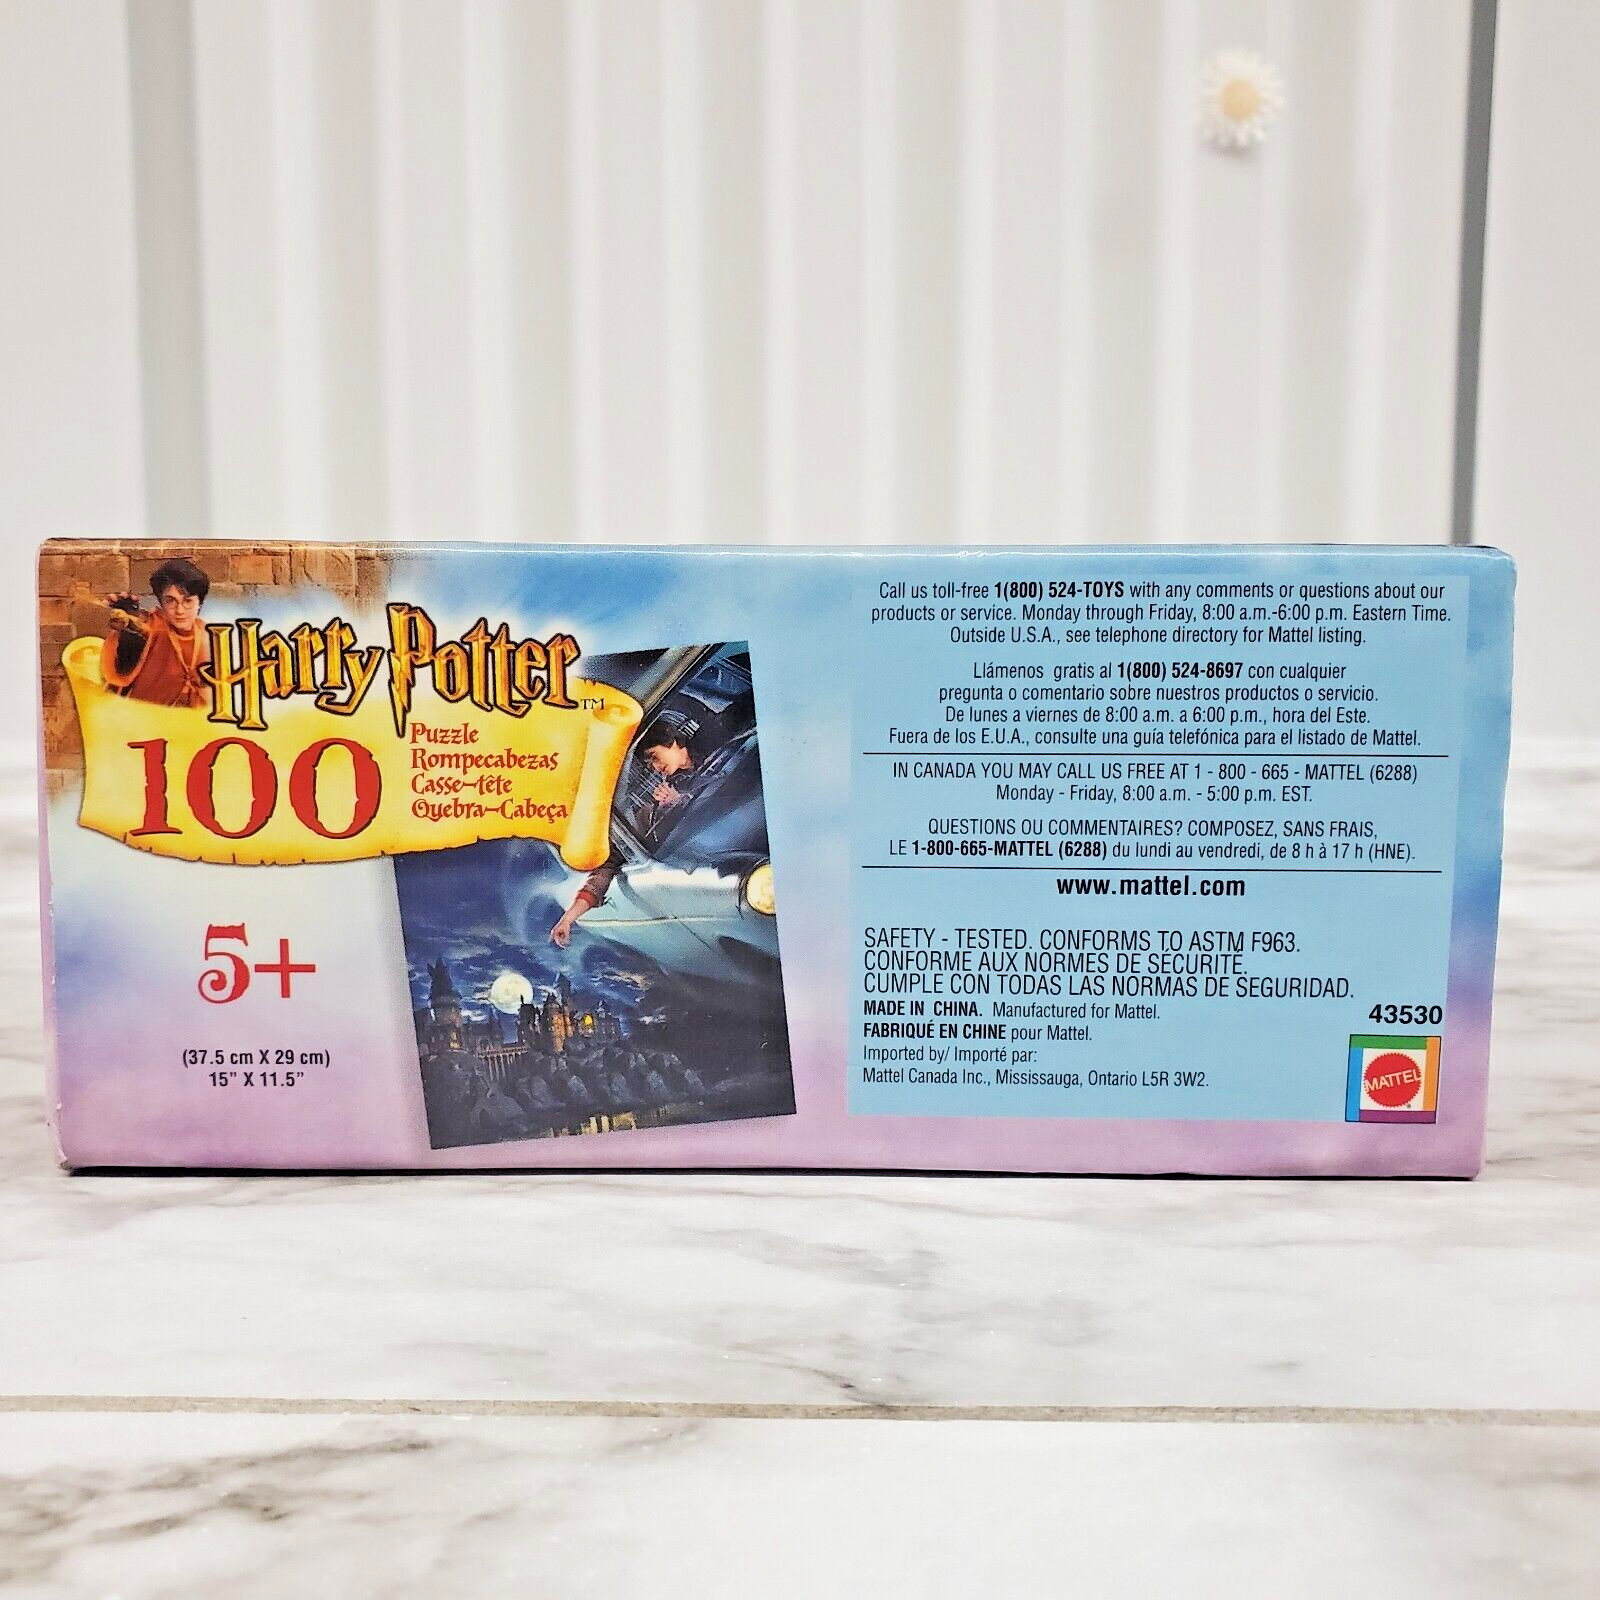 Harry Potter™
100
Puzzle
Rompecabezas
Casse-tête
Quebra-Cabeça
5+
(37.5 cm X 29 cm)
15" X 11.5"
Call us toll-free 1(800) 524-TOYS with any comments or questions about our
products or service. Monday through Friday, 8:00 a.m.-6:00 p.m. Eastern Time.
Outside U.S.A., see telephone directory for Mattel listing.
Llámenos gratis al 1(800) 524-8697 con cualquier
pregunta o comentario sobre nuestros productos o servicio.
De lunes a viernes de 8:00 a.m. a 6:00 p.m., hora del Este.
Fuera de los E.U.A., consulte una guía telefónica para el listado de Mattel.
IN CANADA YOU MAY CALL US FREE AT 1 - 800 - 665 - MATTEL (6288)
Monday - Friday, 8:00 a.m. - 5:00 p.m. EST.
QUESTIONS OU COMMENTAIRES? COMPOSEZ, SANS FRAIS,
LE 1-800-665-MATTEL (6288) du lundi au vendredi, de 8 h à 17 h (HNE).
www.mattel.com
SAFETY - TESTED. CONFORMS TO ASTM F963.
CONFORME AUX NORMES DE SÉCURITÉ.
CUMPLE CON TODAS LAS NORMAS DE SEGURIDAD.
MADE IN CHINA. Manufactured for Mattel.
FABRIQUÉ EN CHINE pour Mattel.
Imported by/ Importé par:
Mattel Canada Inc., Mississauga, Ontario L5R 3W2.
43530
MATTEL®